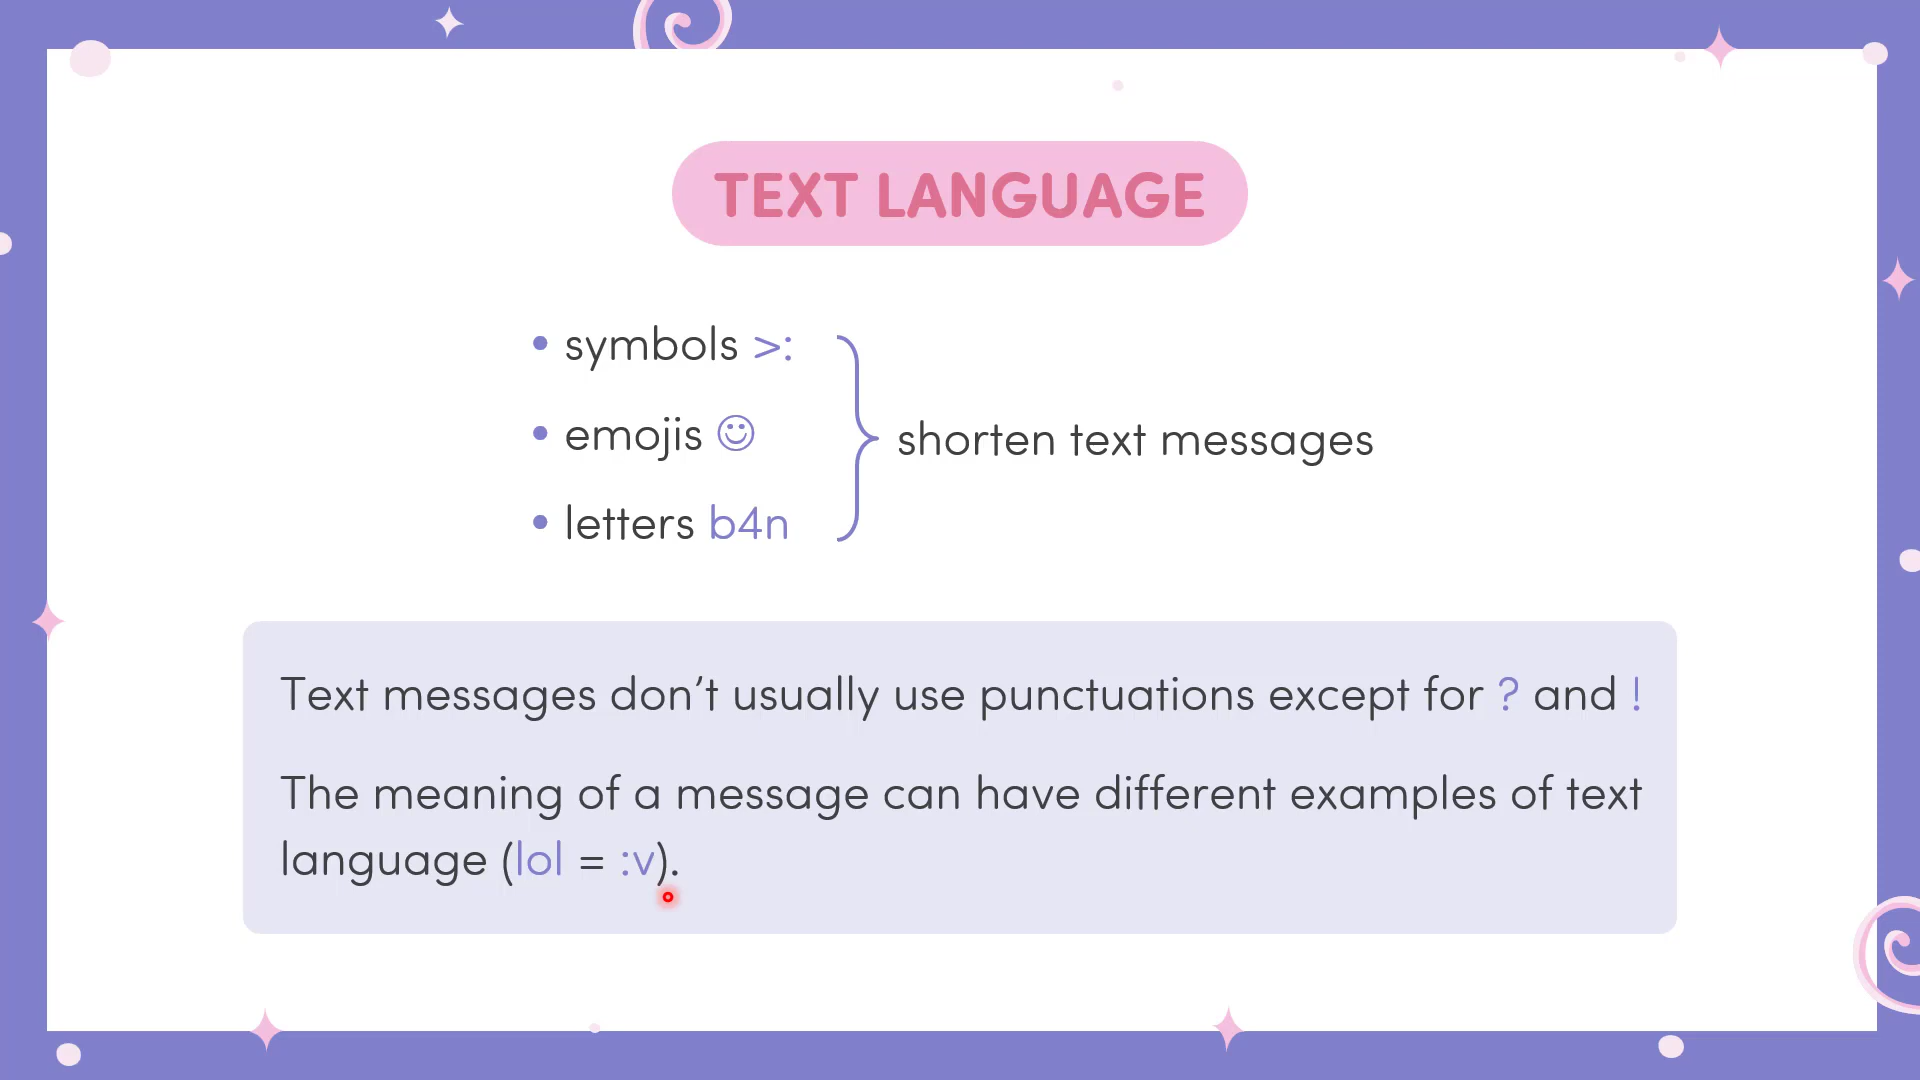 TEXT LANGUAGE
• symbols >:
• emojis ☺
• letters b4n
shorten text messages
Text messages don’t usually use punctuations except for ? and !
The meaning of a message can have different examples of text
language (lol = :v).